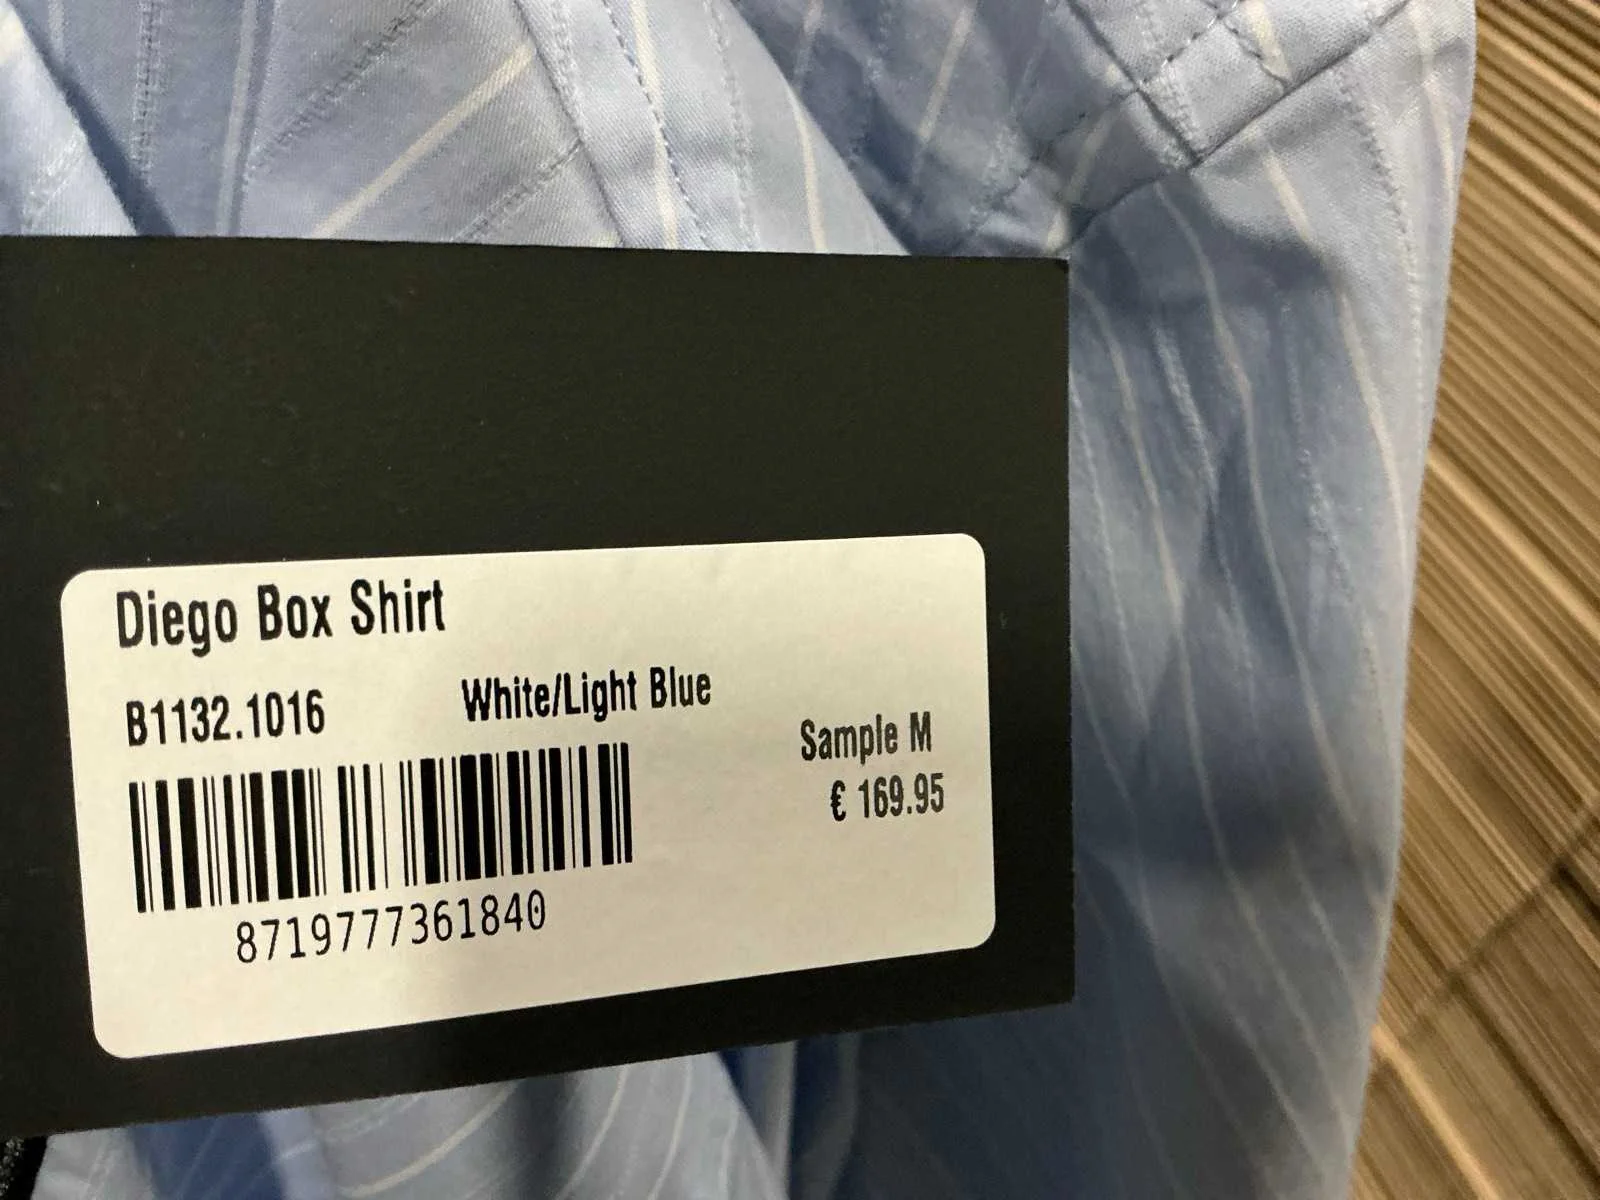 Diego Box Shirt
B1132.1016 White/Light Blue
Sample M
€ 169.95
8719777361840